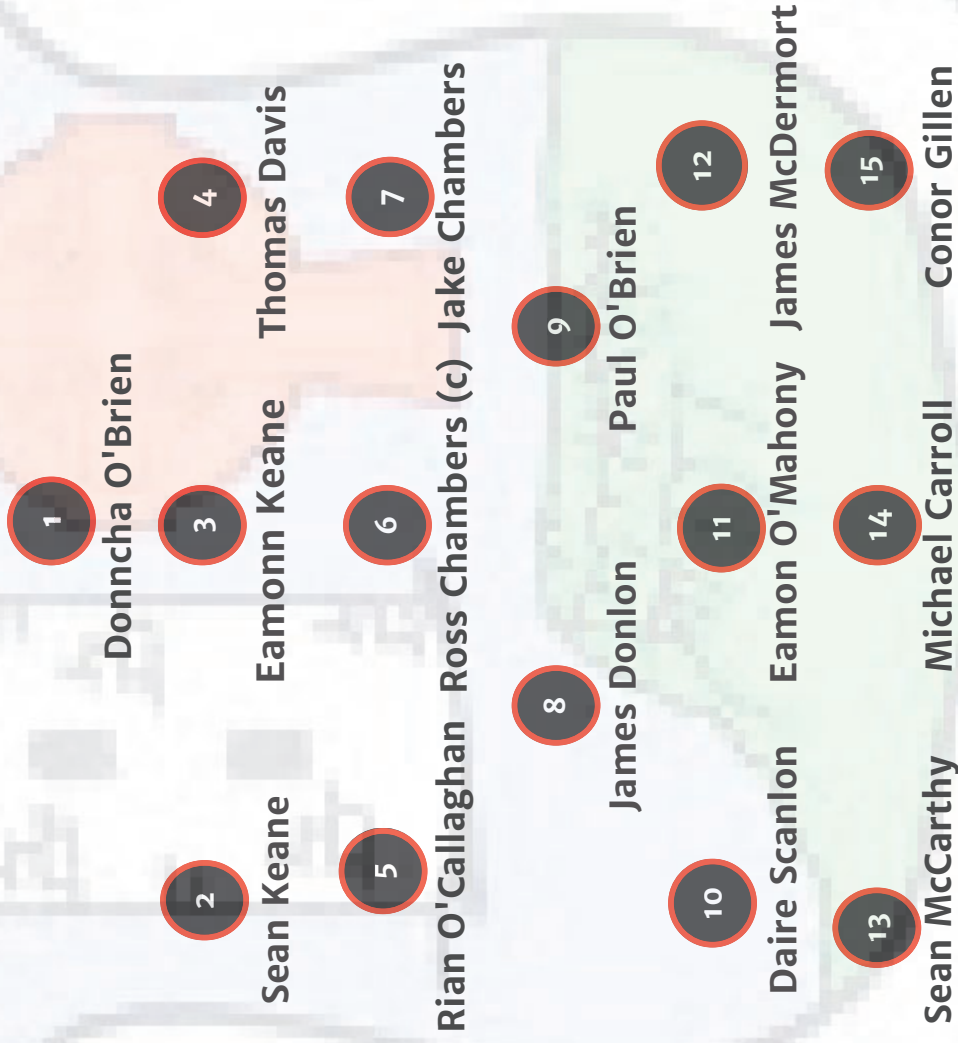 1
Donncha O'Brien
2
3
4
Sean Keane
Eamonn Keane
Thomas Davis
5
6
7
Rian O'Callaghan
Ross Chambers (c)
Jake Chambers
8
9
James Donlon
Paul O'Brien
10
11
12
Daire Scanlon
Eamon O'Mahony
James McDermort
13
14
15
Sean McCarthy
Michael Carroll
Conor Gillen